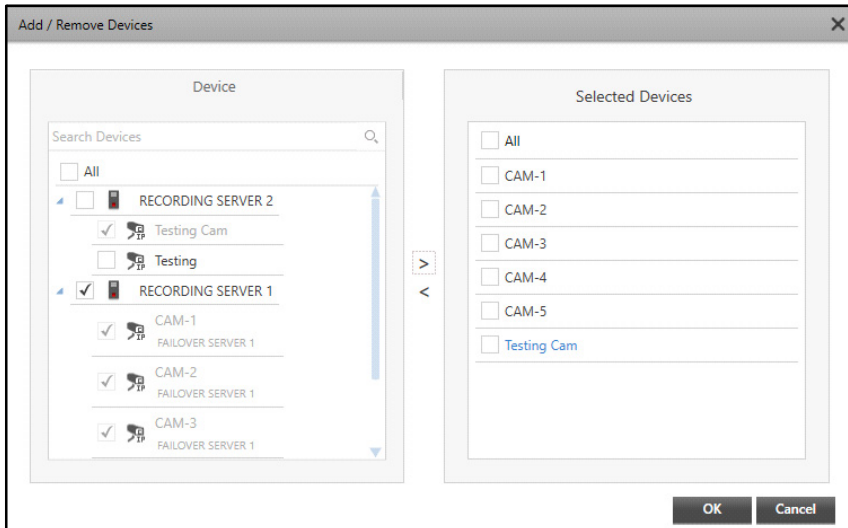 Add / Remove Devices
Device
Search Devices
All
RECORDING SERVER 2
Testing Cam
Testing
RECORDING SERVER 1
CAM-1
FAILOVER SERVER 1
CAM-2
FAILOVER SERVER 1
CAM-3
FAILOVER SERVER 1
>
<
Selected Devices
All
CAM-1
CAM-2
CAM-3
CAM-4
CAM-5
Testing Cam
OK
Cancel